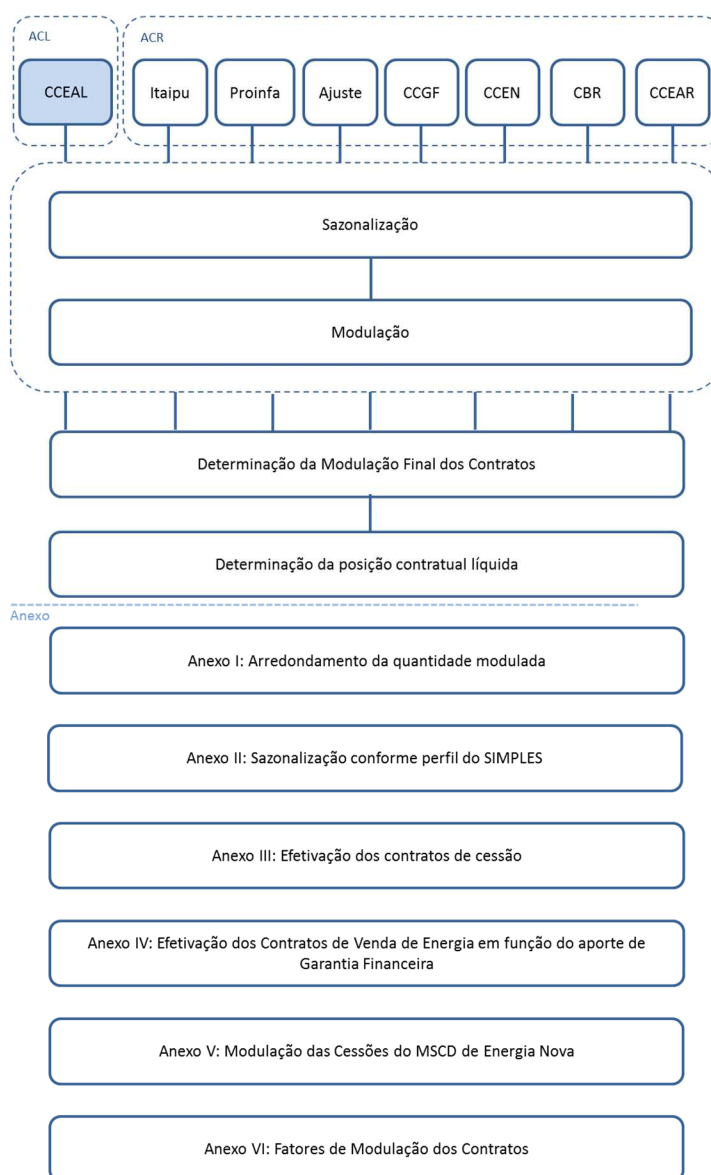 ACL
ACR
CCEAL
Itaipu
Proinfa
Ajuste
CCGF
CCEN
CBR
CCEAR
Sazonalização
Modulação
Determinação da Modulação Final dos Contratos
Determinação da posição contratual líquida
Anexo
Anexo I: Arredondamento da quantidade modulada
Anexo II: Sazonalização conforme perfil do SIMPLES
Anexo III: Efetivação dos contratos de cessão
Anexo IV: Efetivação dos Contratos de Venda de Energia em função do aporte de
Garantia Financeira
Anexo V: Modulação das Cessões do MSCD de Energia Nova
Anexo VI: Fatores de Modulação dos Contratos